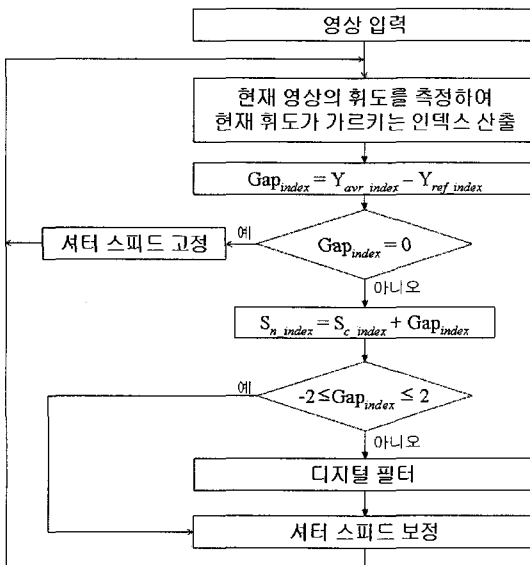 영상 입력
현재 영상의 휘도를 측정하여
현재 휘도가 가르키는 인덱스 산출
Gap_index = Y_avr_index − Y_ref_index
예
셔터 스피드 고정
Gap_index = 0
아니오
S_n_index = S_c_index + Gap_index
예
-2 ≤ Gap_index ≤ 2
아니오
디지털 필터
셔터 스피드 보정